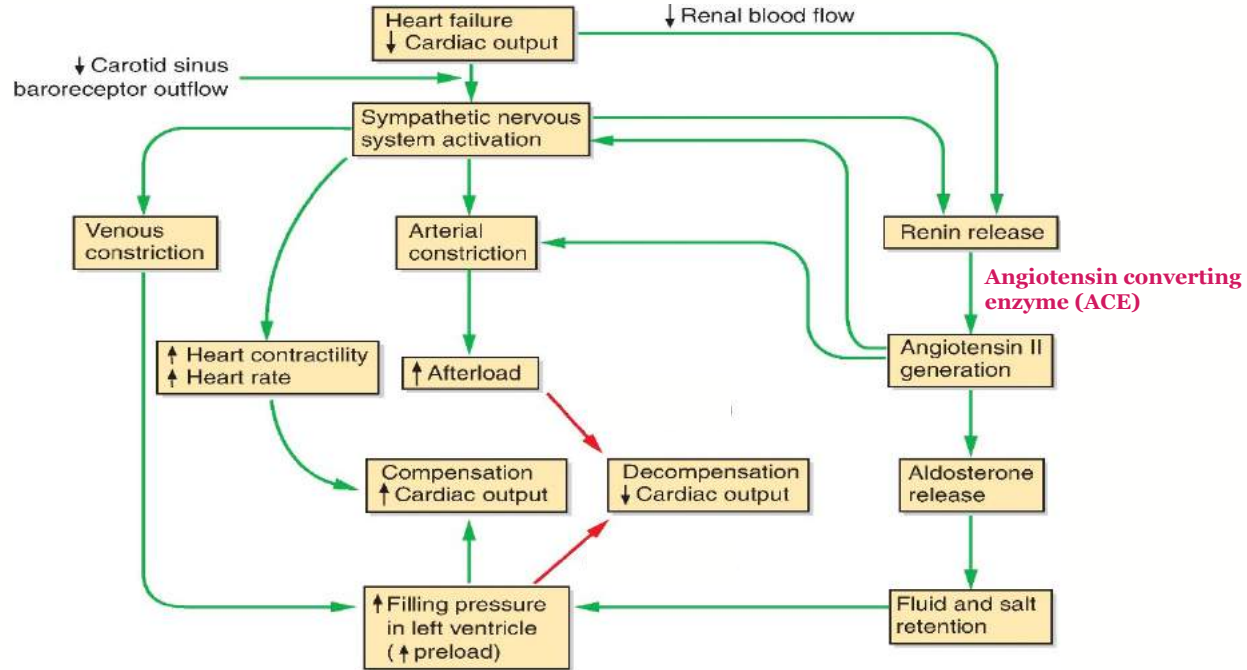 Heart failure
↓ Cardiac output
↓ Renal blood flow
↓ Carotid sinus
baroreceptor outflow
Sympathetic nervous
system activation
Venous
constriction
Arterial
constriction
Renin release
Angiotensin converting
enzyme (ACE)
↑ Heart contractility
↑ Heart rate
↑ Afterload
Angiotensin II
generation
Compensation
↑ Cardiac output
Decompensation
↓ Cardiac output
Aldosterone
release
↑ Filling pressure
in left ventricle
(↑ preload)
Fluid and salt
retention